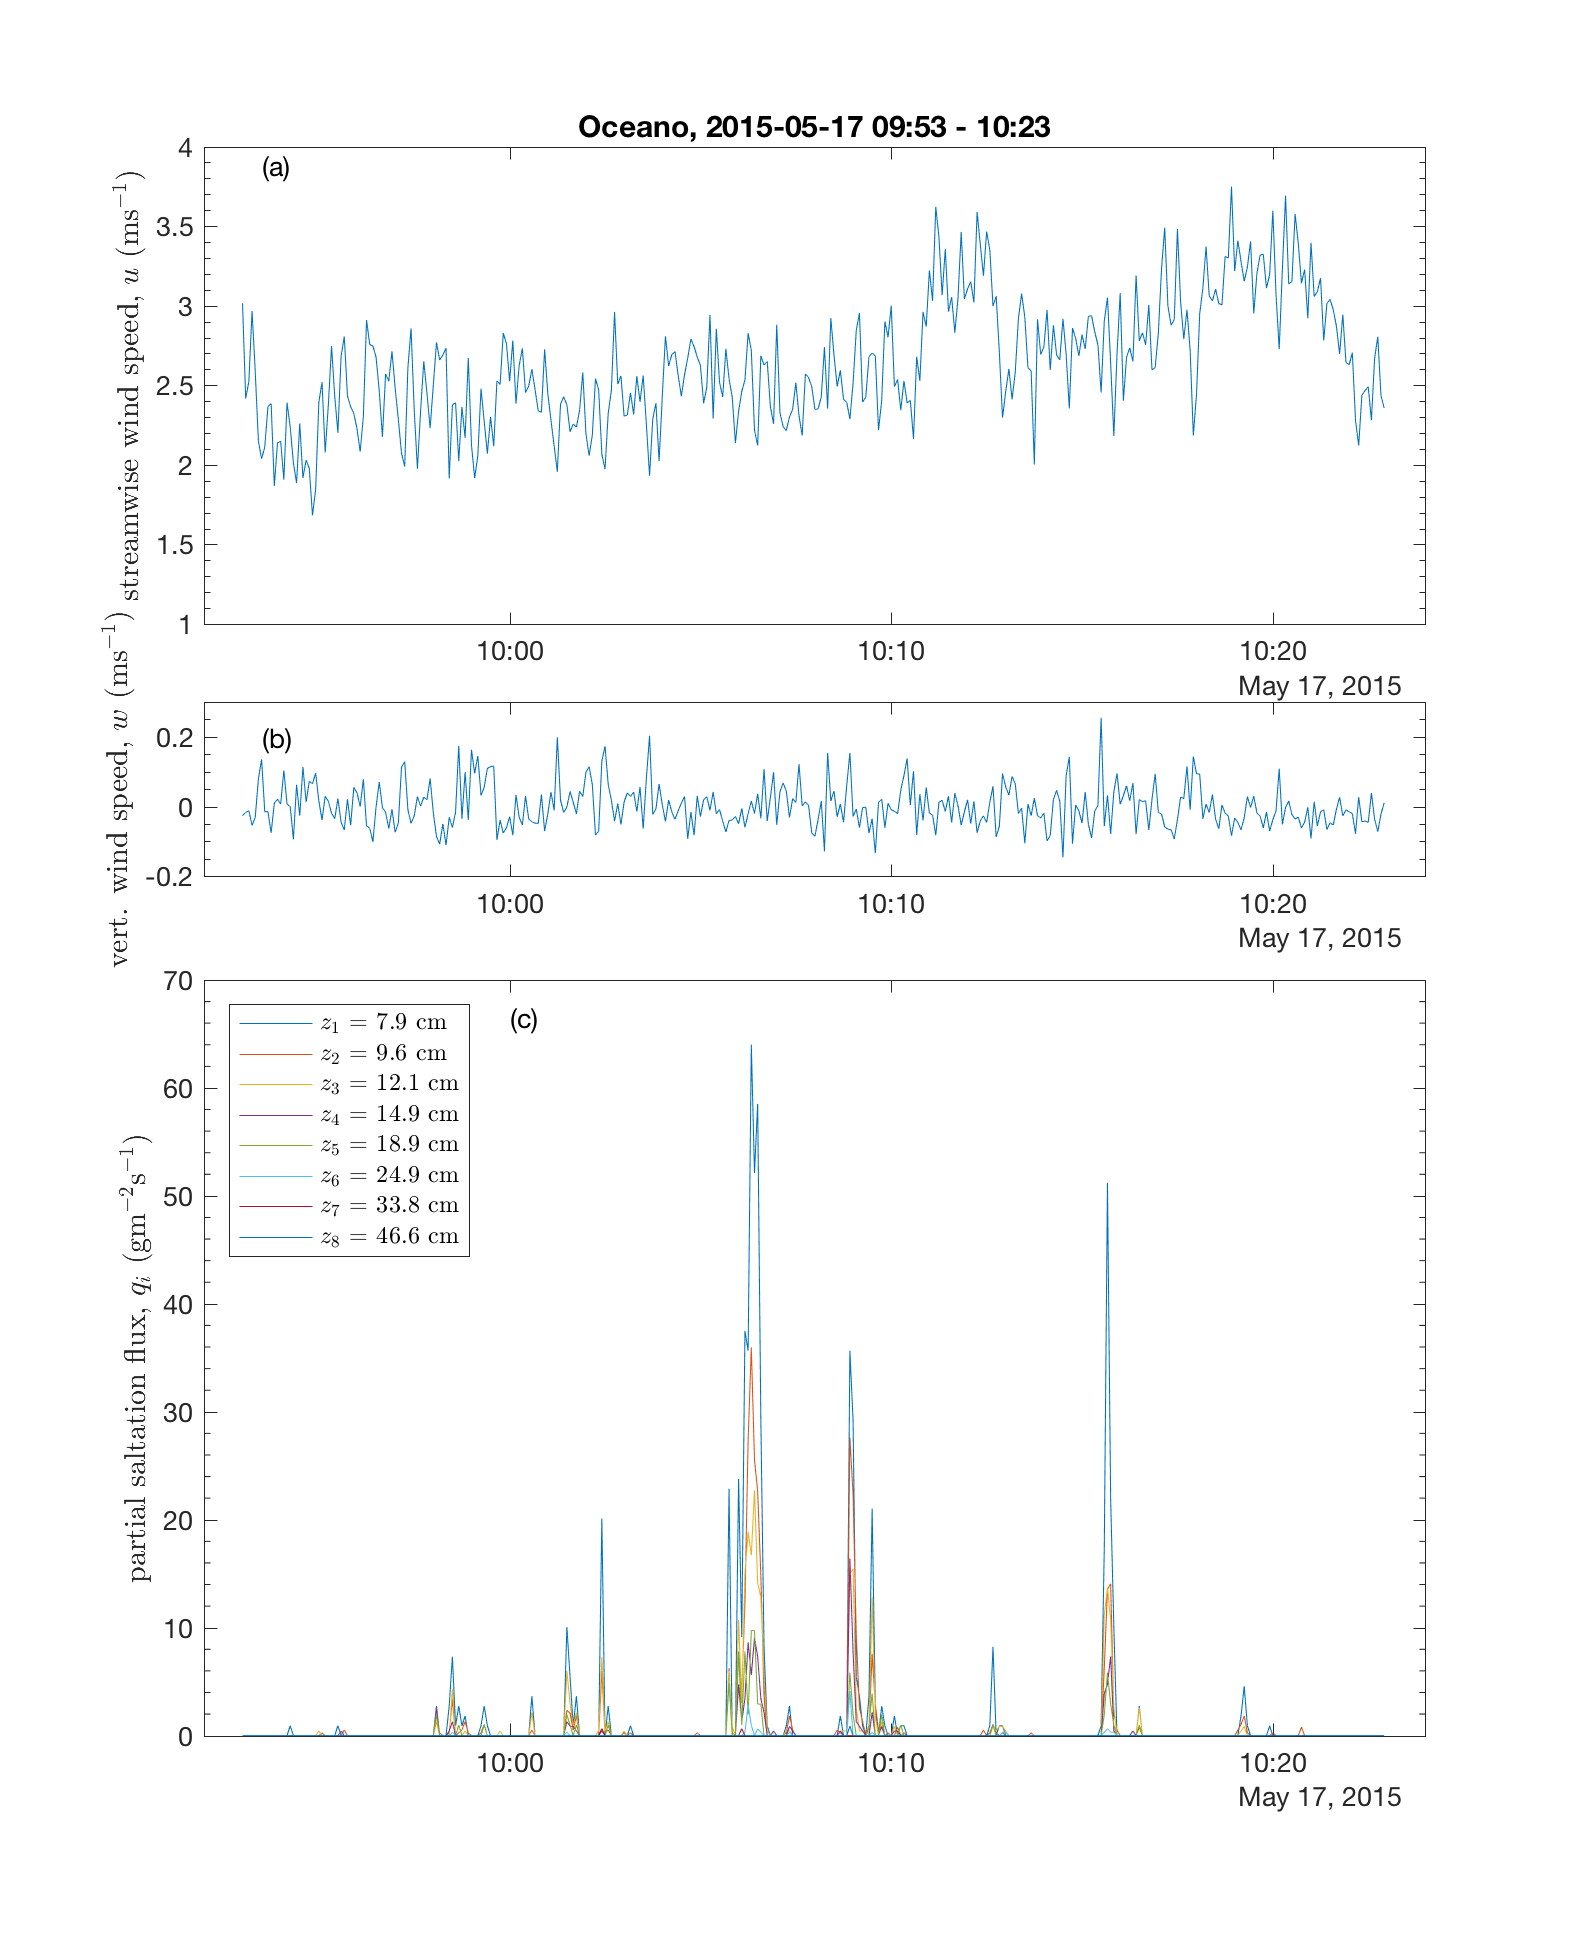 Oceano, 2015-05-17 09:53 - 10:23
(a)
streamwise wind speed, u (ms⁻¹)
4
3.5
3
2.5
2
1.5
1
10:00 10:10 10:20
May 17, 2015
(b)
vert. wind speed, w (ms⁻¹)
0.2
0
-0.2
10:00 10:10 10:20
May 17, 2015
(c)
partial saltation flux, qᵢ (gm⁻²s⁻¹)
70
60
50
40
30
20
10
0
z₁ = 7.9 cm
z₂ = 9.6 cm
z₃ = 12.1 cm
z₄ = 14.9 cm
z₅ = 18.9 cm
z₆ = 24.9 cm
z₇ = 33.8 cm
z₈ = 46.6 cm
10:00 10:10 10:20
May 17, 2015